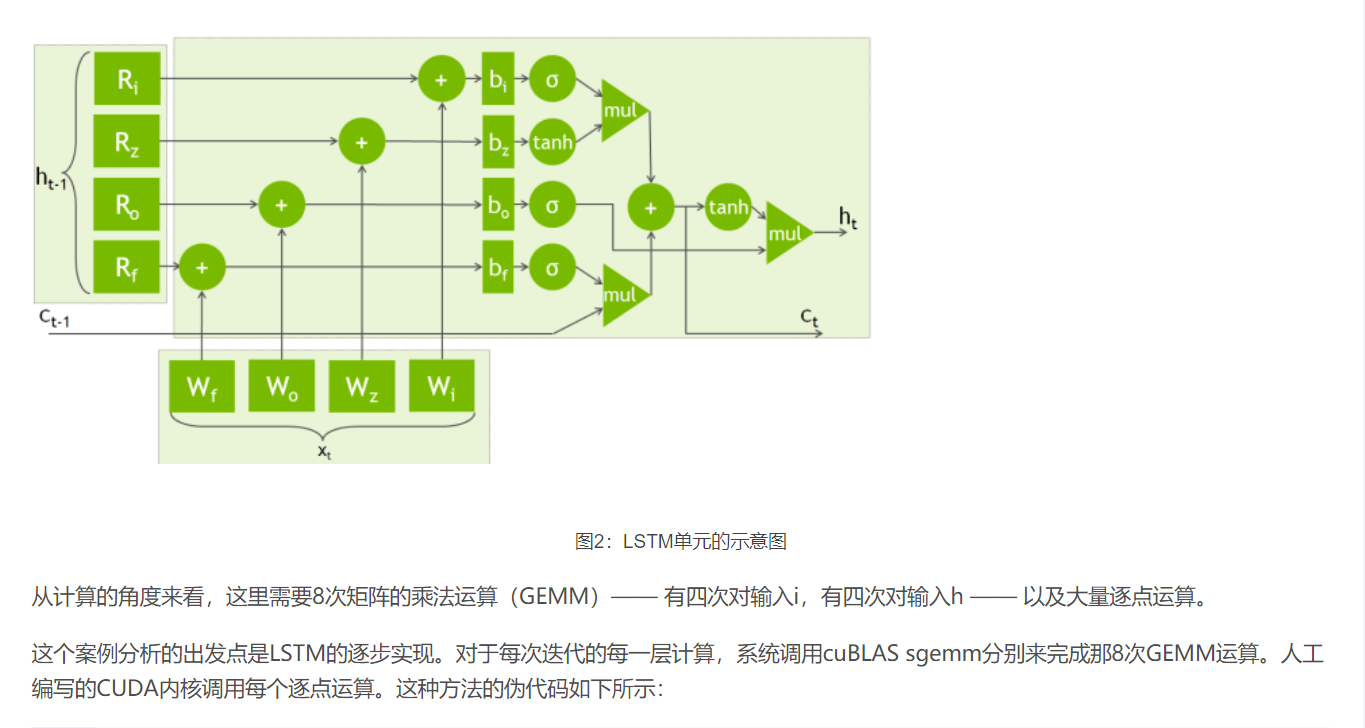 R_i
+
b_i
σ
mul
R_z
+
b_z
tanh
h_t-1
R_o
+
b_o
σ
+
tanh
mul
h_t
R_f
+
b_f
σ
mul
c_t-1
c_t
W_f W_o W_z W_i
x_t
图2：LSTM单元的示意图
从计算的角度来看，这里需要8次矩阵的乘法运算（GEMM）—— 有四次对输入i，有四次对输入h —— 以及大量逐点运算。
这个案例分析的出发点是LSTM的逐步实现。对于每次迭代的每一层计算，系统调用cuBLAS sgemm分别来完成那8次GEMM运算。人工
编写的CUDA内核调用每个逐点运算。这种方法的伪代码如下所示：